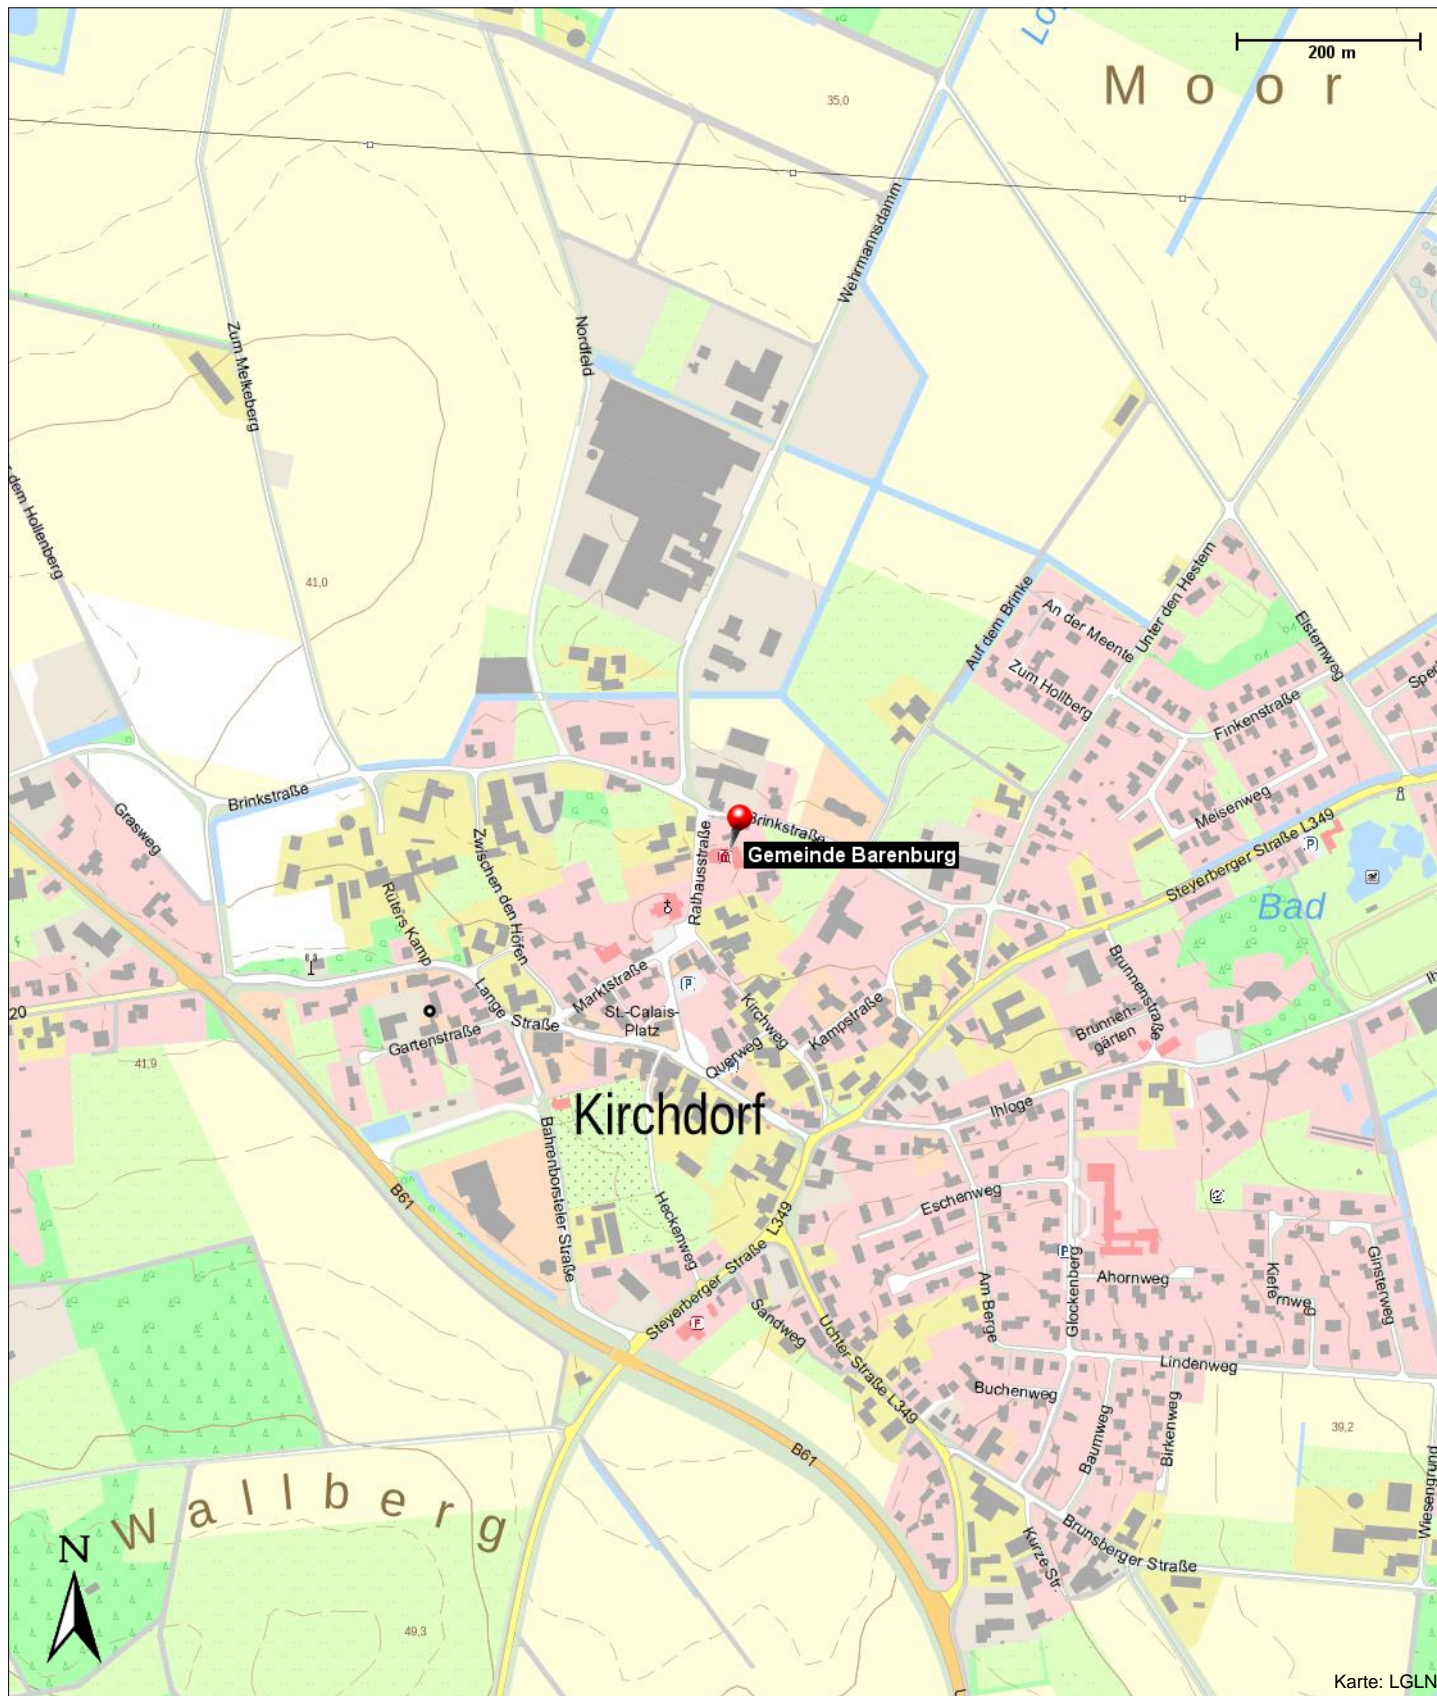 200 m
Moor
35,0
Wehrmannsdamm
Nordfeld
Zum Melkeberg
dem Hollenberg
41,0
Auf dem Brinke
An der Meente
Unter den Hestern
Zum Hollberg
Elsternweg
Finkenstraße
Meisenweg
Grasweg
Brinkstraße
Zwischen den Höfen
Rüters Kamp
Rathausstraße
Brinkstraße
Gemeinde Barenburg
Steyerberger Straße L349
P
Bad
Brunnenstraße
Brunnen-
gärten
20
41,9
Gartenstraße
Lange Straße
Marktstraße
St.-Calais-
Platz
P
Kirchweg
Querweg
Kampstraße
Kirchdorf
Ihloge
Bahrenborsteler Straße
B61
Heckenweg
Eschenweg
Steyerberger Straße L349
F
Sandweg
Uchter Straße L349
Am Berge
P
Glockenberg
Ahornweg
Kiefernweg
Ginsterweg
Lindenweg
Buchenweg
Baumweg
Birkenweg
39,2
Wiesengrund
B61
Wallberg
N
49,3
Kurze Str.
Brunsberger Straße
Karte: LGLN